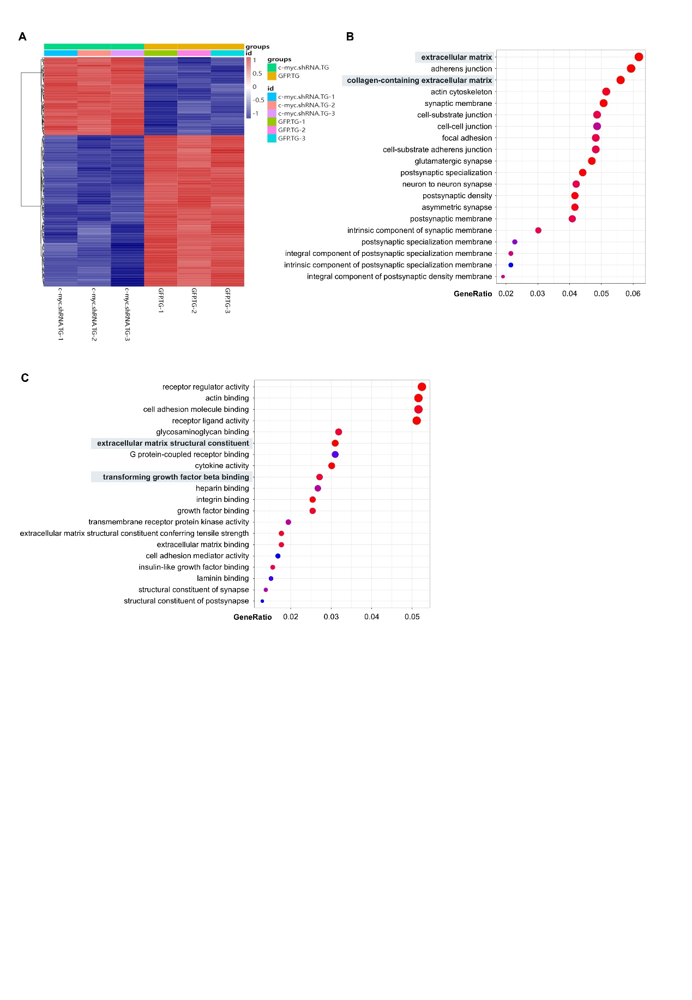 A
groups
id
1
0.5
0
-0.5
-1
groups
c-myc.shRNA.TG
GFP.TG
id
c-myc.shRNA.TG-1
c-myc.shRNA.TG-2
c-myc.shRNA.TG-3
GFP.TG-1
GFP.TG-2
GFP.TG-3
c-myc.shRNA.TG-1
c-myc.shRNA.TG-2
c-myc.shRNA.TG-3
GFP.TG-1
GFP.TG-2
GFP.TG-3
B
extracellular matrix
adherens junction
collagen-containing extracellular matrix
actin cytoskeleton
synaptic membrane
cell-substrate junction
cell-cell junction
focal adhesion
cell-substrate adherens junction
glutamatergic synapse
postsynaptic specialization
neuron to neuron synapse
postsynaptic density
asymmetric synapse
postsynaptic membrane
intrinsic component of synaptic membrane
postsynaptic specialization membrane
integral component of postsynaptic specialization membrane
intrinsic component of postsynaptic specialization membrane
integral component of postsynaptic density membrane
GeneRatio 0.02 0.03 0.04 0.05 0.06
C
receptor regulator activity
actin binding
cell adhesion molecule binding
receptor ligand activity
glycosaminoglycan binding
extracellular matrix structural constituent
G protein-coupled receptor binding
cytokine activity
transforming growth factor beta binding
heparin binding
integrin binding
growth factor binding
transmembrane receptor protein kinase activity
extracellular matrix structural constituent conferring tensile strength
extracellular matrix binding
cell adhesion mediator activity
insulin-like growth factor binding
laminin binding
structural constituent of synapse
structural constituent of postsynapse
GeneRatio 0.02 0.03 0.04 0.05